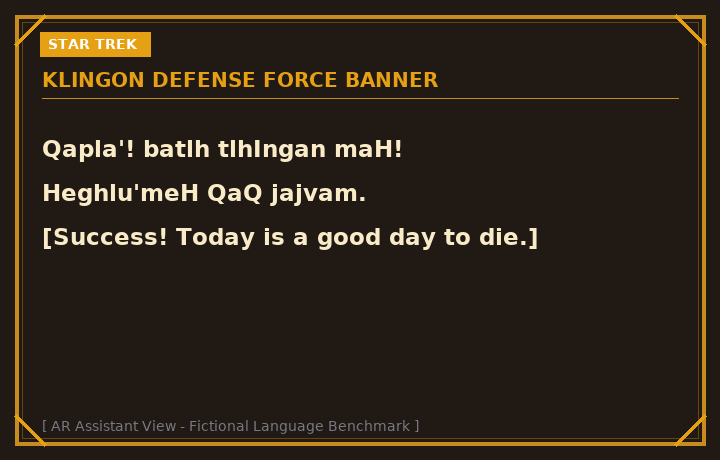 STAR TREK
KLINGON DEFENSE FORCE BANNER
Qapla'! batlh tlhIngan maH!
Heghlu'meH QaQ jajvam.
[Success! Today is a good day to die.]
[ AR Assistant View - Fictional Language Benchmark ]